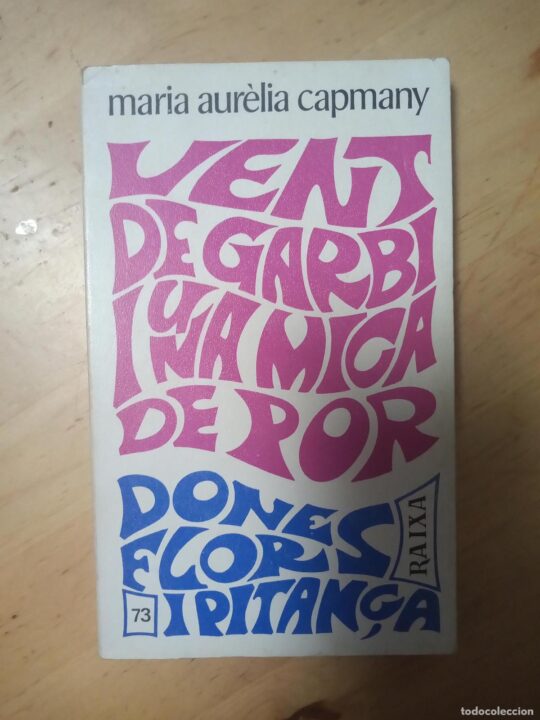 maria aurèlia capmany
VENT
DE GARBI
I UNA MICA
DE POR
DONES
FLORS
I PITANÇA
RAIXA
73
todocoleccion